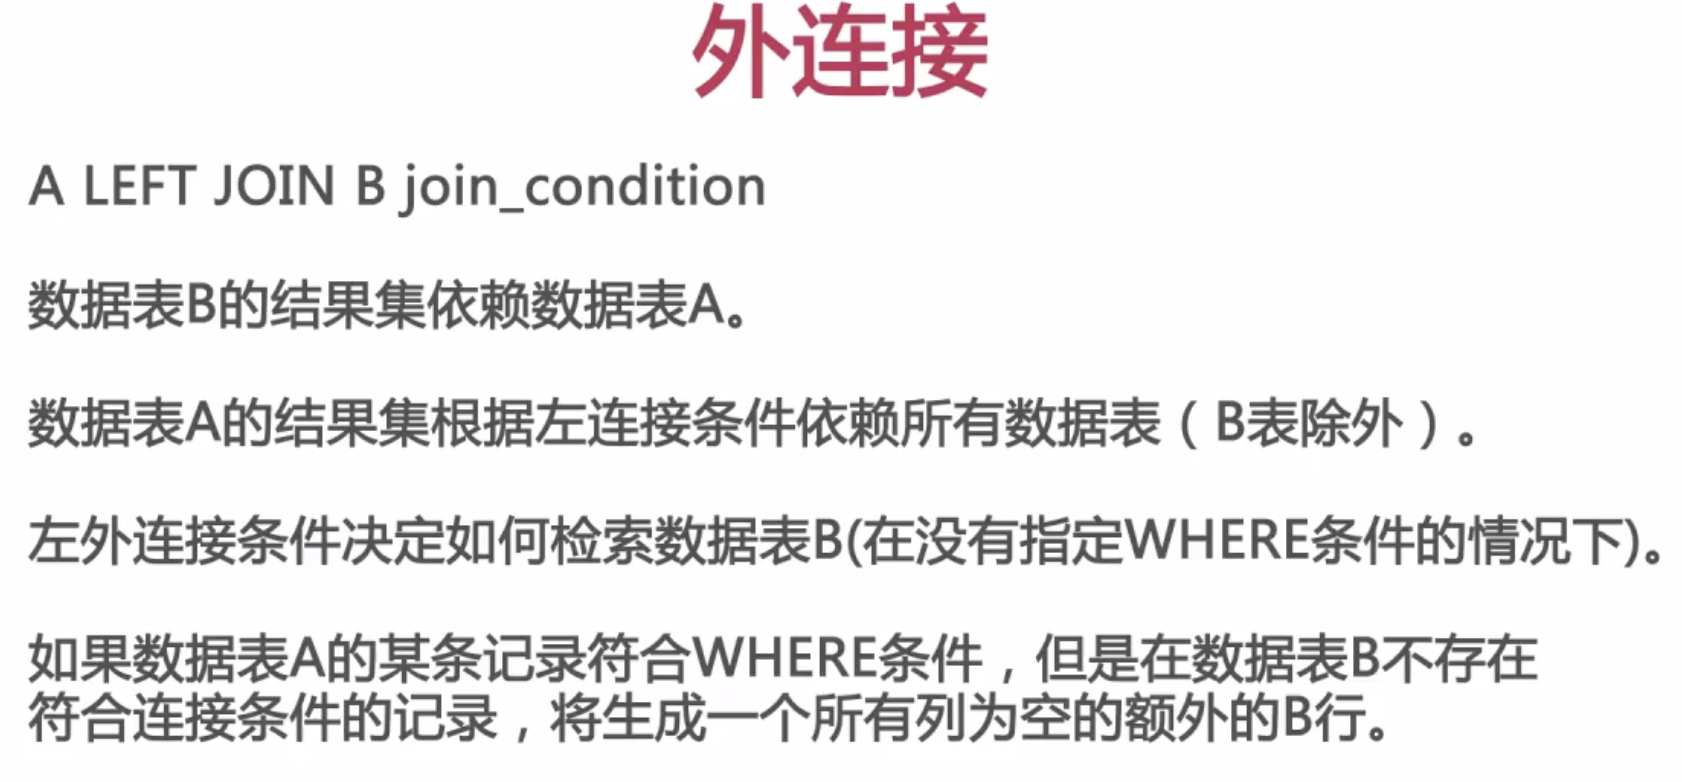 外连接
A LEFT JOIN B join_condition
数据表B的结果集依赖数据表A。
数据表A的结果集根据左连接条件依赖所有数据表（B表除外）。
左外连接条件决定如何检索数据表B(在没有指定WHERE条件的情况下)。
如果数据表A的某条记录符合WHERE条件，但是在数据表B不存在
符合连接条件的记录，将生成一个所有列为空的额外的B行。